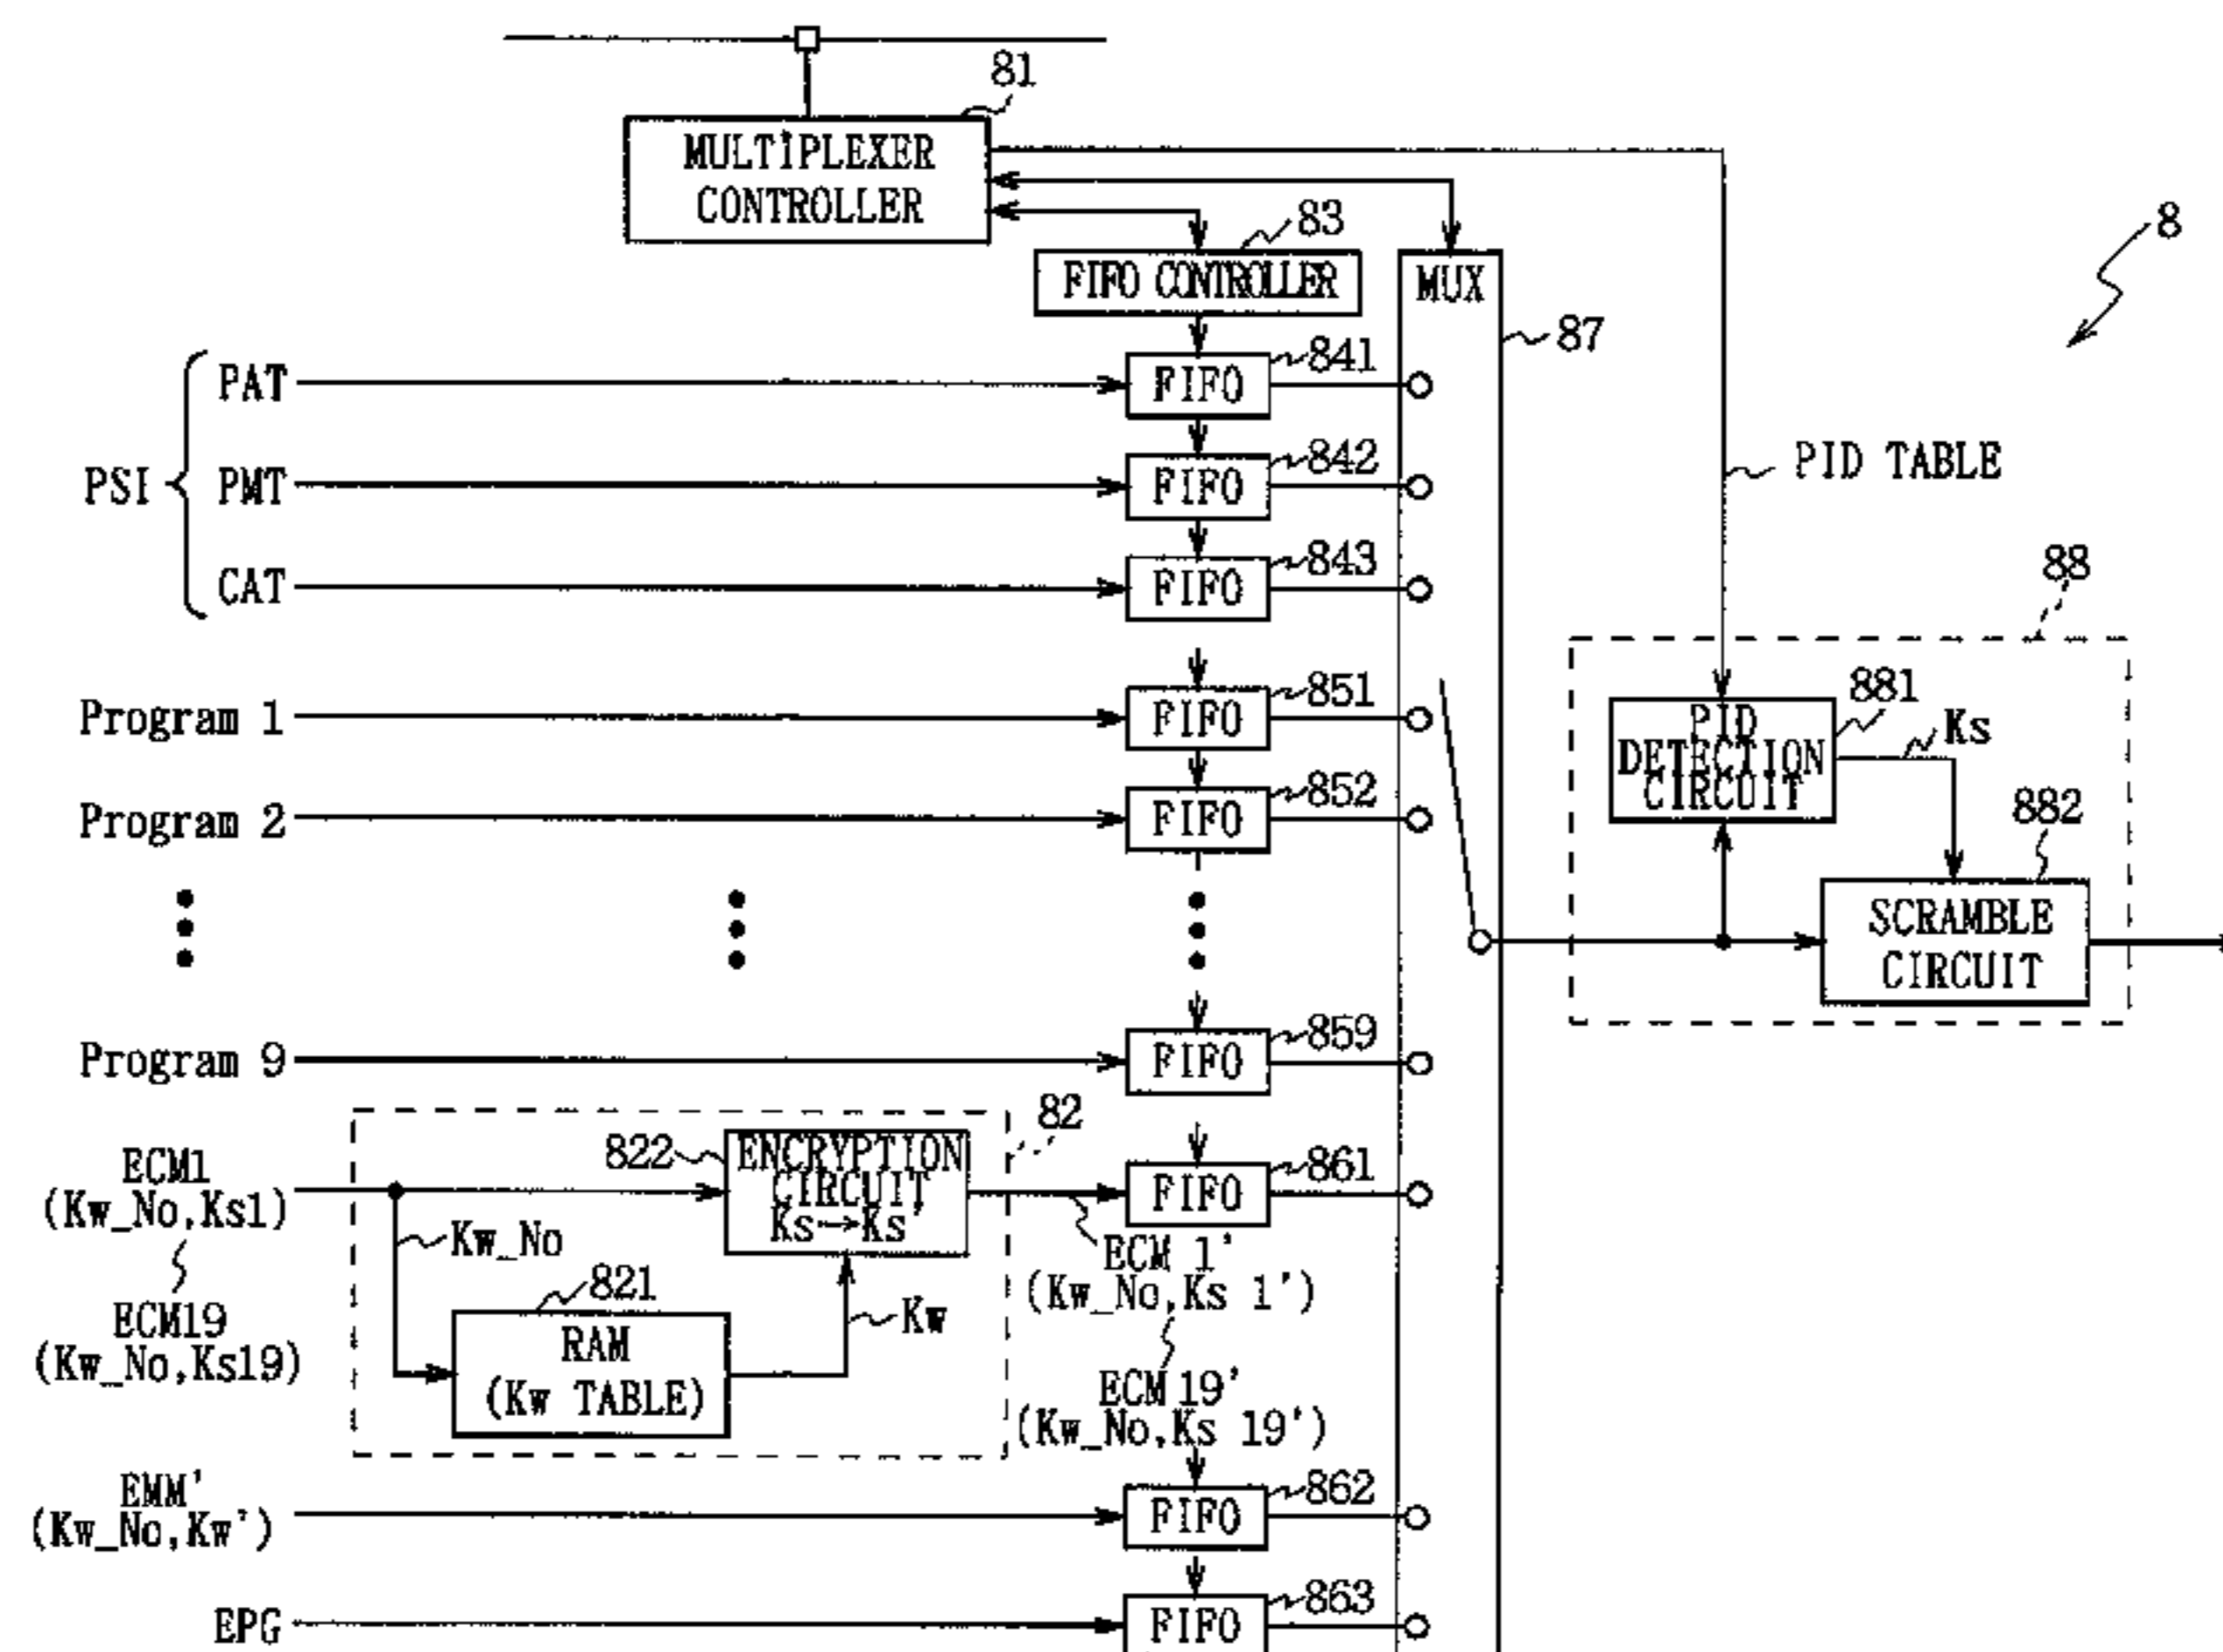 81
MULTIPLEXER
CONTROLLER
83
8
FIFO CONTROLLER
MUX
87
841
PAT
FIFO
842
PID TABLE
PSI
PMT
FIFO
843
88
CAT
FIFO
851
881
Program 1
FIFO
PID
DETECTION
CIRCUIT
Ks
852
882
Program 2
FIFO
SCRAMBLE
CIRCUIT
859
Program 9
FIFO
82
ECM1
(Kw_No,Ks1)
822
ENCRYPTION
CIRCUIT
Ks→Ks'
861
FIFO
Kw_No
ECM 1'
(Kw_No,Ks 1')
821
Kw
ECM19
(Kw_No,Ks19)
RAM
(Kw TABLE)
ECM 19'
(Kw_No,Ks 19')
862
EMM'
(Kw_No,Kw')
FIFO
863
EPG
FIFO